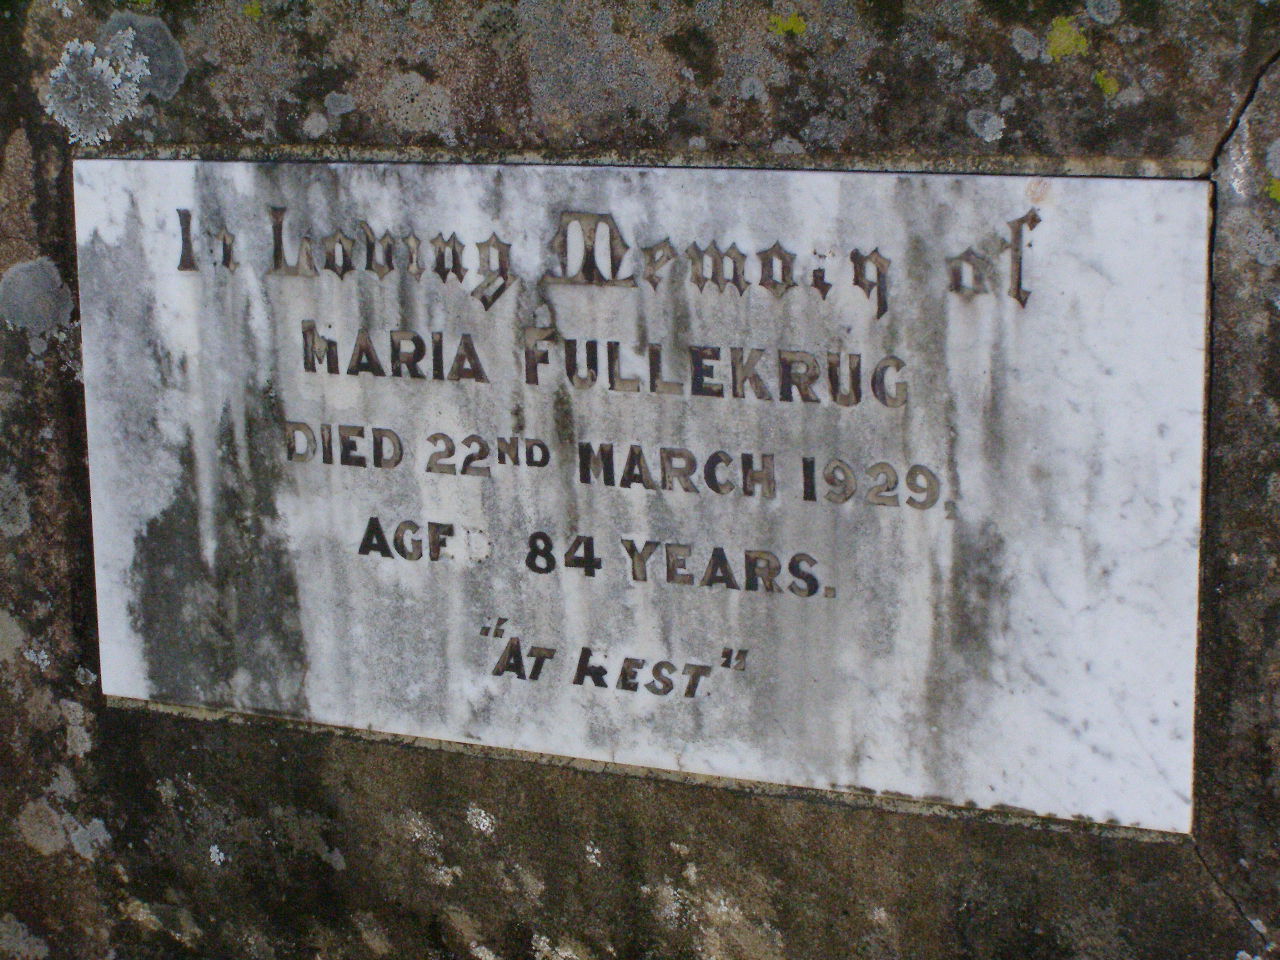 In Loving Memory of
MARIA FULLEKRUG
DIED 22ND MARCH 1929,
AGED 84 YEARS.
"AT REST"